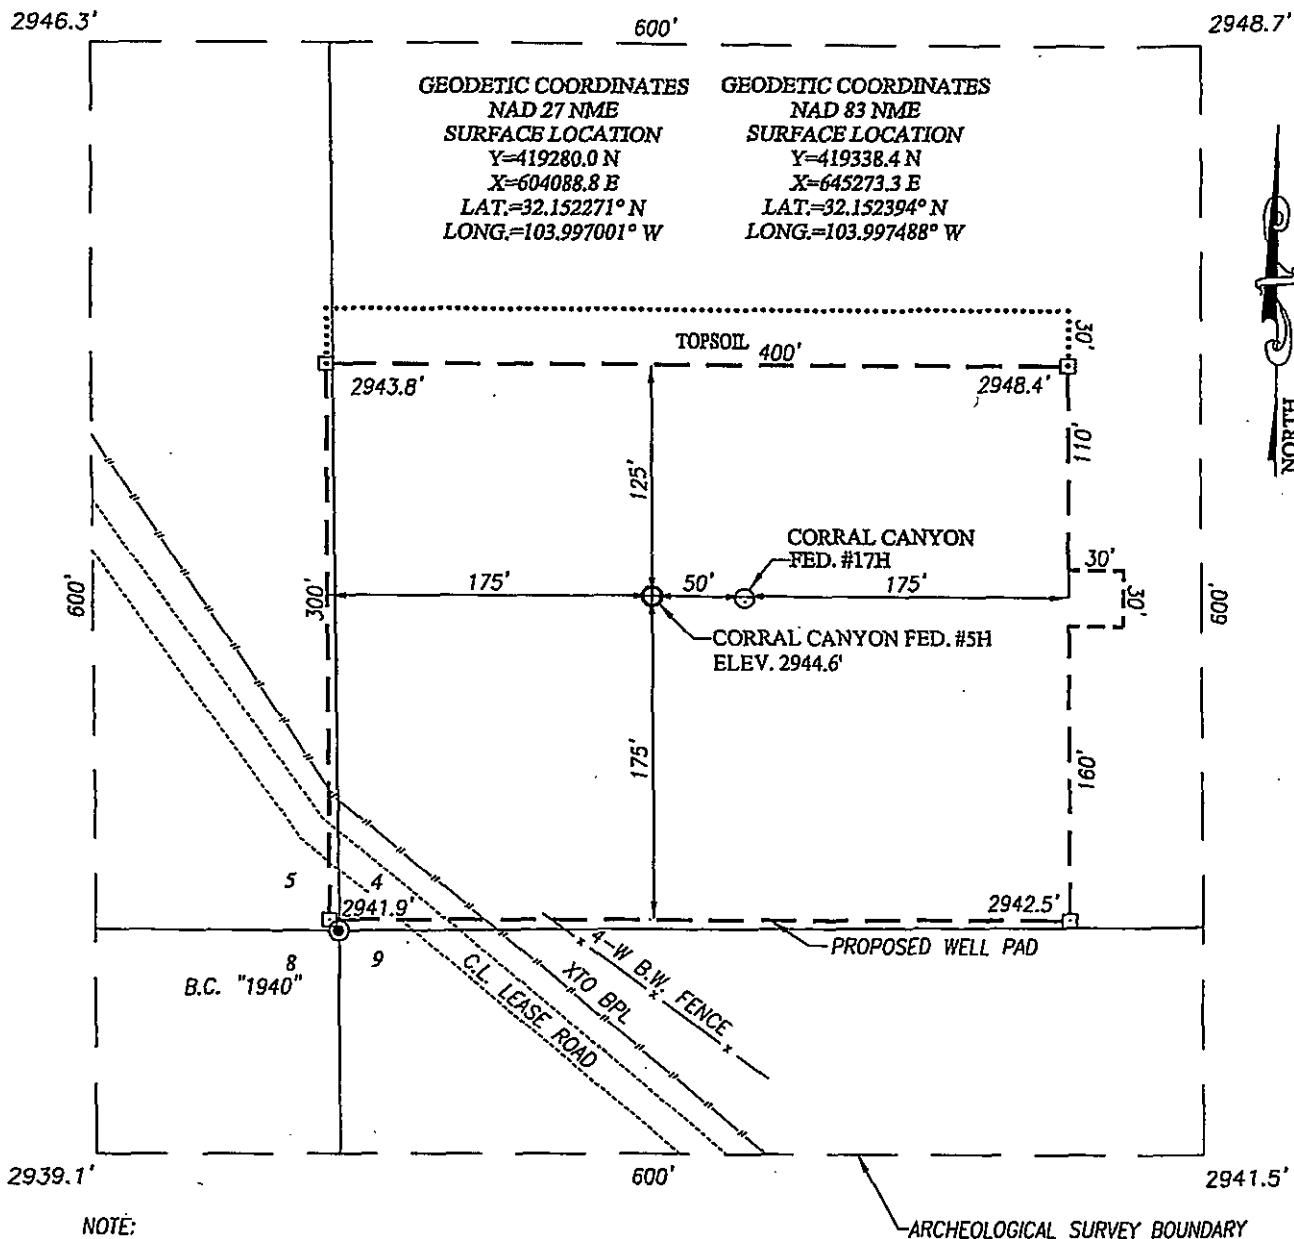 2946.3'
600'
2948.7'
GEODETIC COORDINATES
NAD 27 NME
SURFACE LOCATION
Y=419280.0 N
X=604088.8 E
LAT.=32.152271° N
LONG.=103.997001° W
GEODETIC COORDINATES
NAD 83 NME
SURFACE LOCATION
Y=419338.4 N
X=645273.3 E
LAT.=32.152394° N
LONG.=103.997488° W
NORTH
TOPSOIL
400'
30'
2943.8'
2948.4'
110'
125'
CORRAL CANYON
FED. #17H
30'
30'
600'
300'
175'
50'
175'
600'
CORRAL CANYON FED. #5H
ELEV. 2944.6'
175'
160'
5
4
2941.9'
2942.5'
PROPOSED WELL PAD
8
9
B.C. "1940"
4-W B.W. FENCE
XTO BPL
C.L. LEASE ROAD
2939.1'
600'
2941.5'
NOTE:
ARCHEOLOGICAL SURVEY BOUNDARY